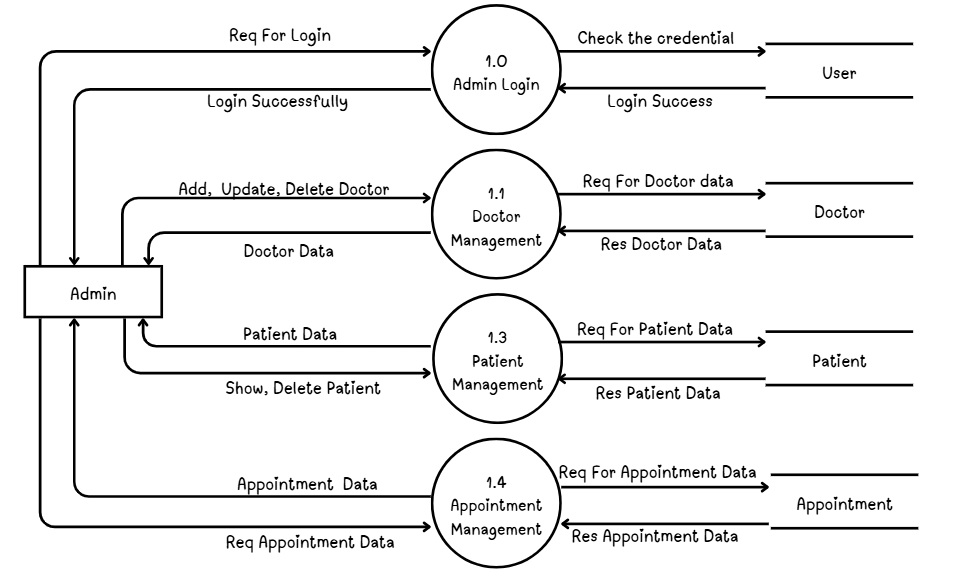 Req For Login
Login Successfully
1.0
Admin Login
Check the credential
Login Success
User
Add, Update, Delete Doctor
Doctor Data
1.1
Doctor
Management
Req For Doctor data
Res Doctor Data
Doctor
Admin
Patient Data
Show, Delete Patient
1.3
Patient
Management
Req For Patient Data
Res Patient Data
Patient
Appointment Data
Req Appointment Data
1.4
Appointment
Management
Req For Appointment Data
Res Appointment Data
Appointment